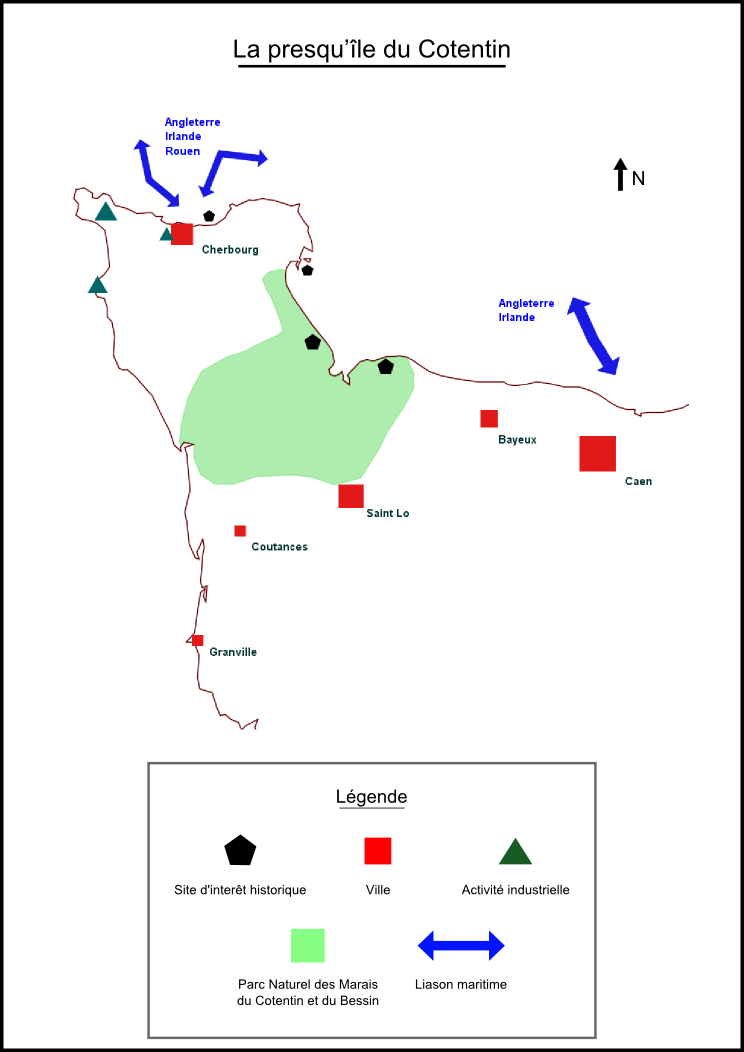 La presqu'île du Cotentin
Angleterre
Irlande
Rouen
N
Cherbourg
Angleterre
Irlande
Bayeux
Caen
Saint Lo
Coutances
Granville
Légende
Site d'interêt historique
Ville
Activité industrielle
Parc Naturel des Marais
du Cotentin et du Bessin
Liason maritime